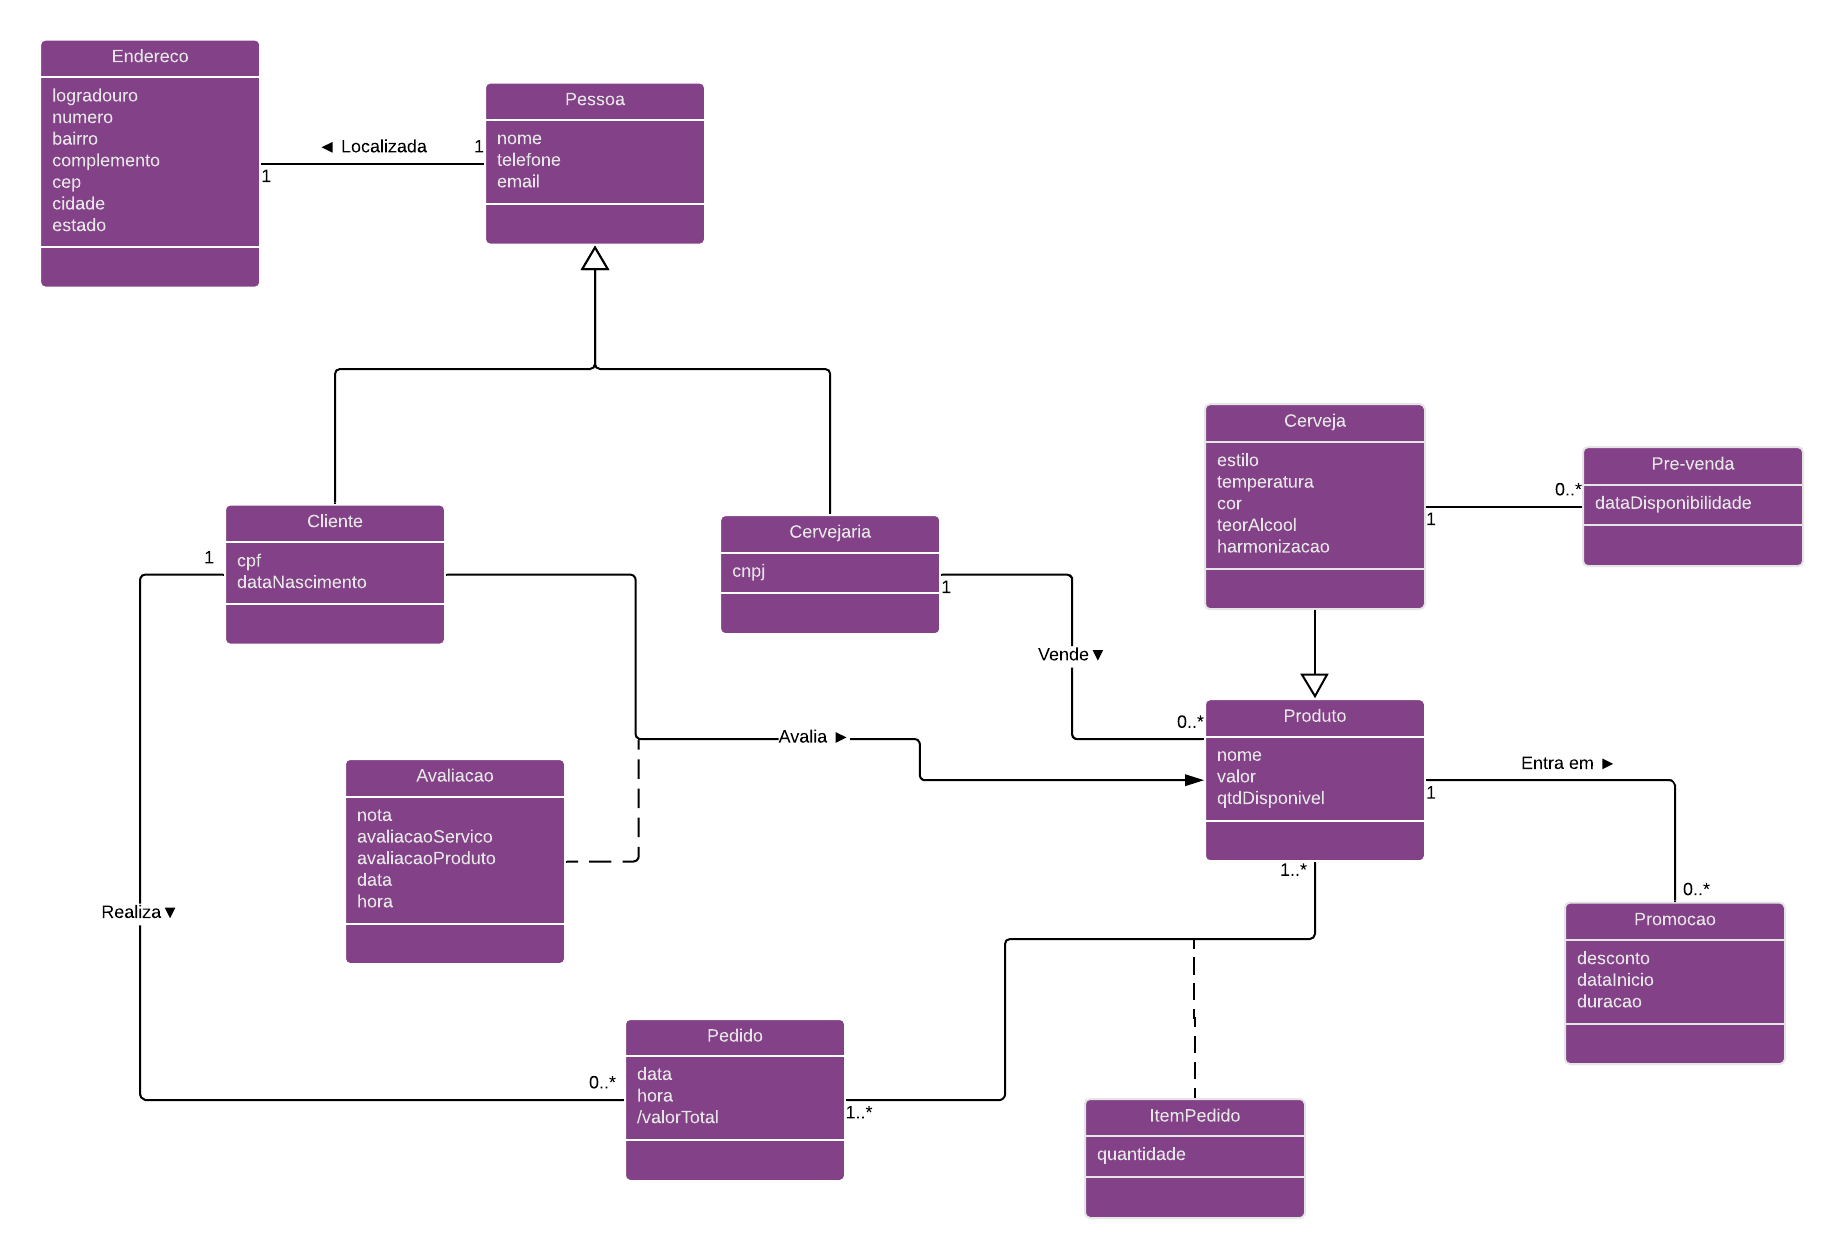 Endereco
logradouro
numero
bairro
complemento
cep
cidade
estado
◄ Localizada
1
1
Pessoa
nome
telefone
email
Cliente
cpf
dataNascimento
1
Cervejaria
cnpj
1
Vende▼
0..*
Cerveja
estilo
temperatura
cor
teorAlcool
harmonizacao
1
0..*
Pre-venda
dataDisponibilidade
Avalia ►
Produto
nome
valor
qtdDisponivel
1..*
1
Entra em ►
0..*
Promocao
desconto
dataInicio
duracao
Avaliacao
nota
avaliacaoServico
avaliacaoProduto
data
hora
Realiza▼
0..*
Pedido
data
hora
/valorTotal
1..*
ItemPedido
quantidade